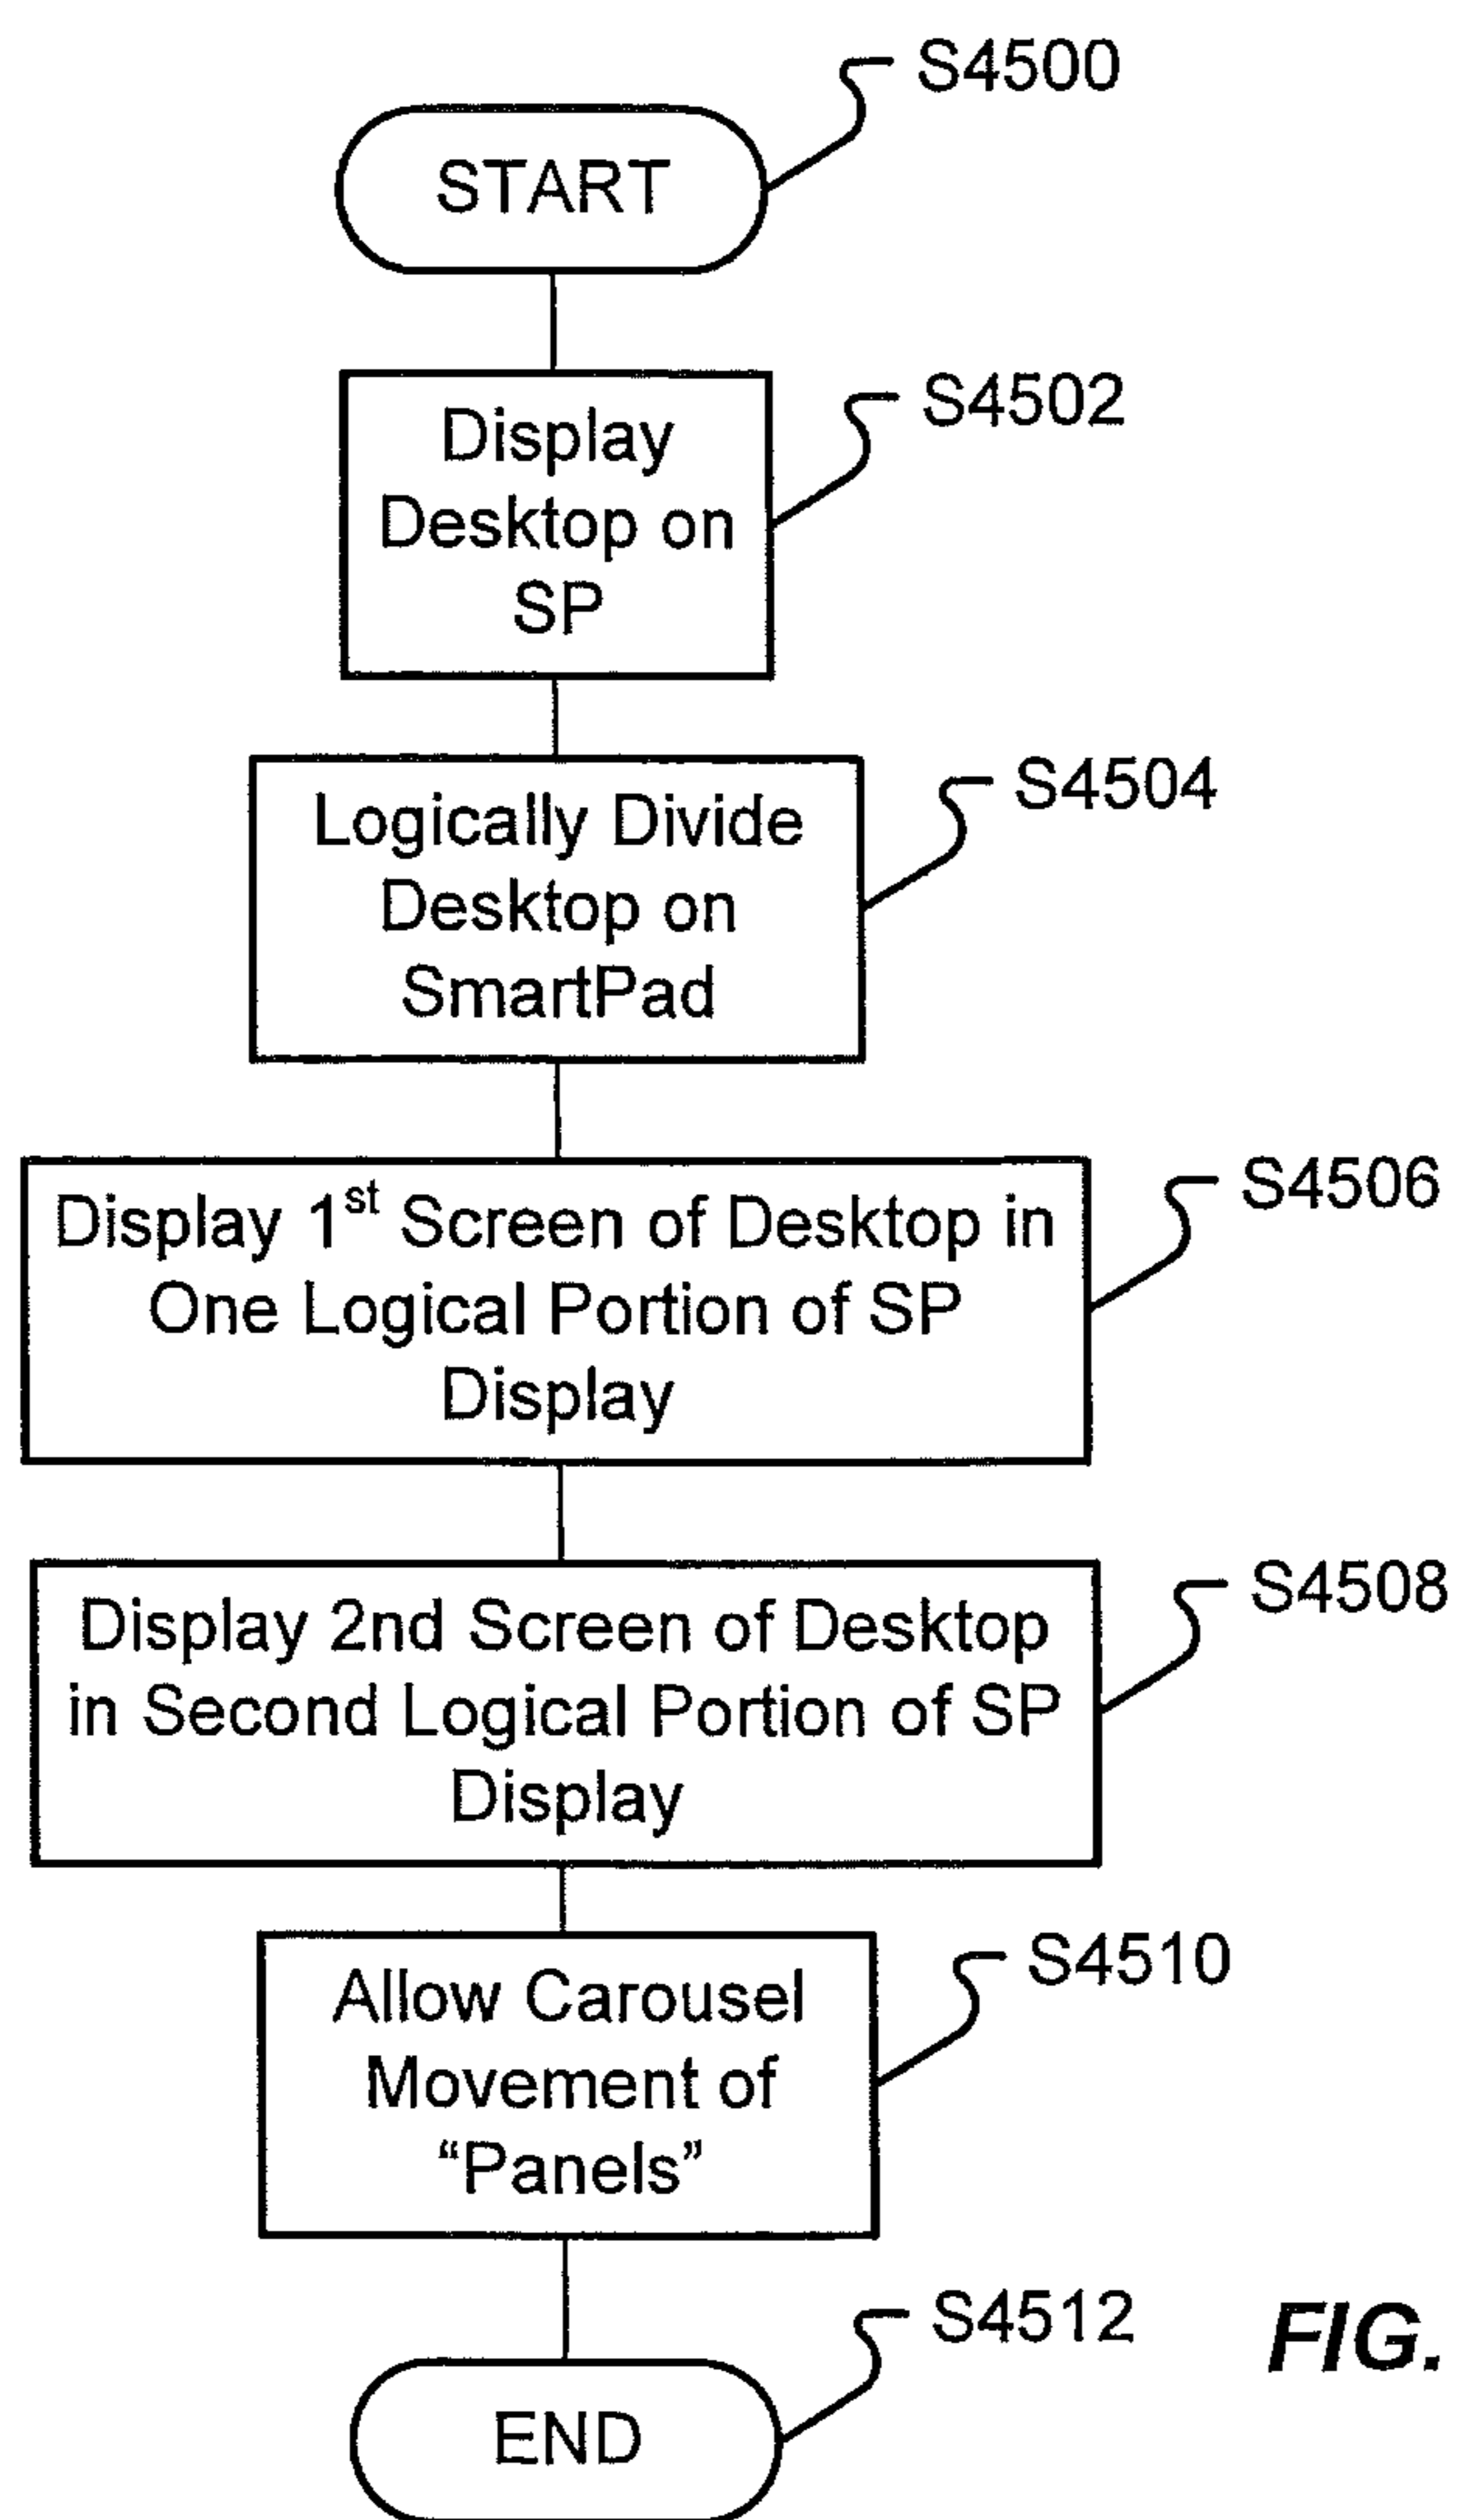 S4500
START
S4502
Display
Desktop on
SP
S4504
Logically Divide
Desktop on
SmartPad
S4506
Display 1st Screen of Desktop in
One Logical Portion of SP
Display
S4508
Display 2nd Screen of Desktop
in Second Logical Portion of SP
Display
S4510
Allow Carousel
Movement of
“Panels”
S4512
END
FIG.